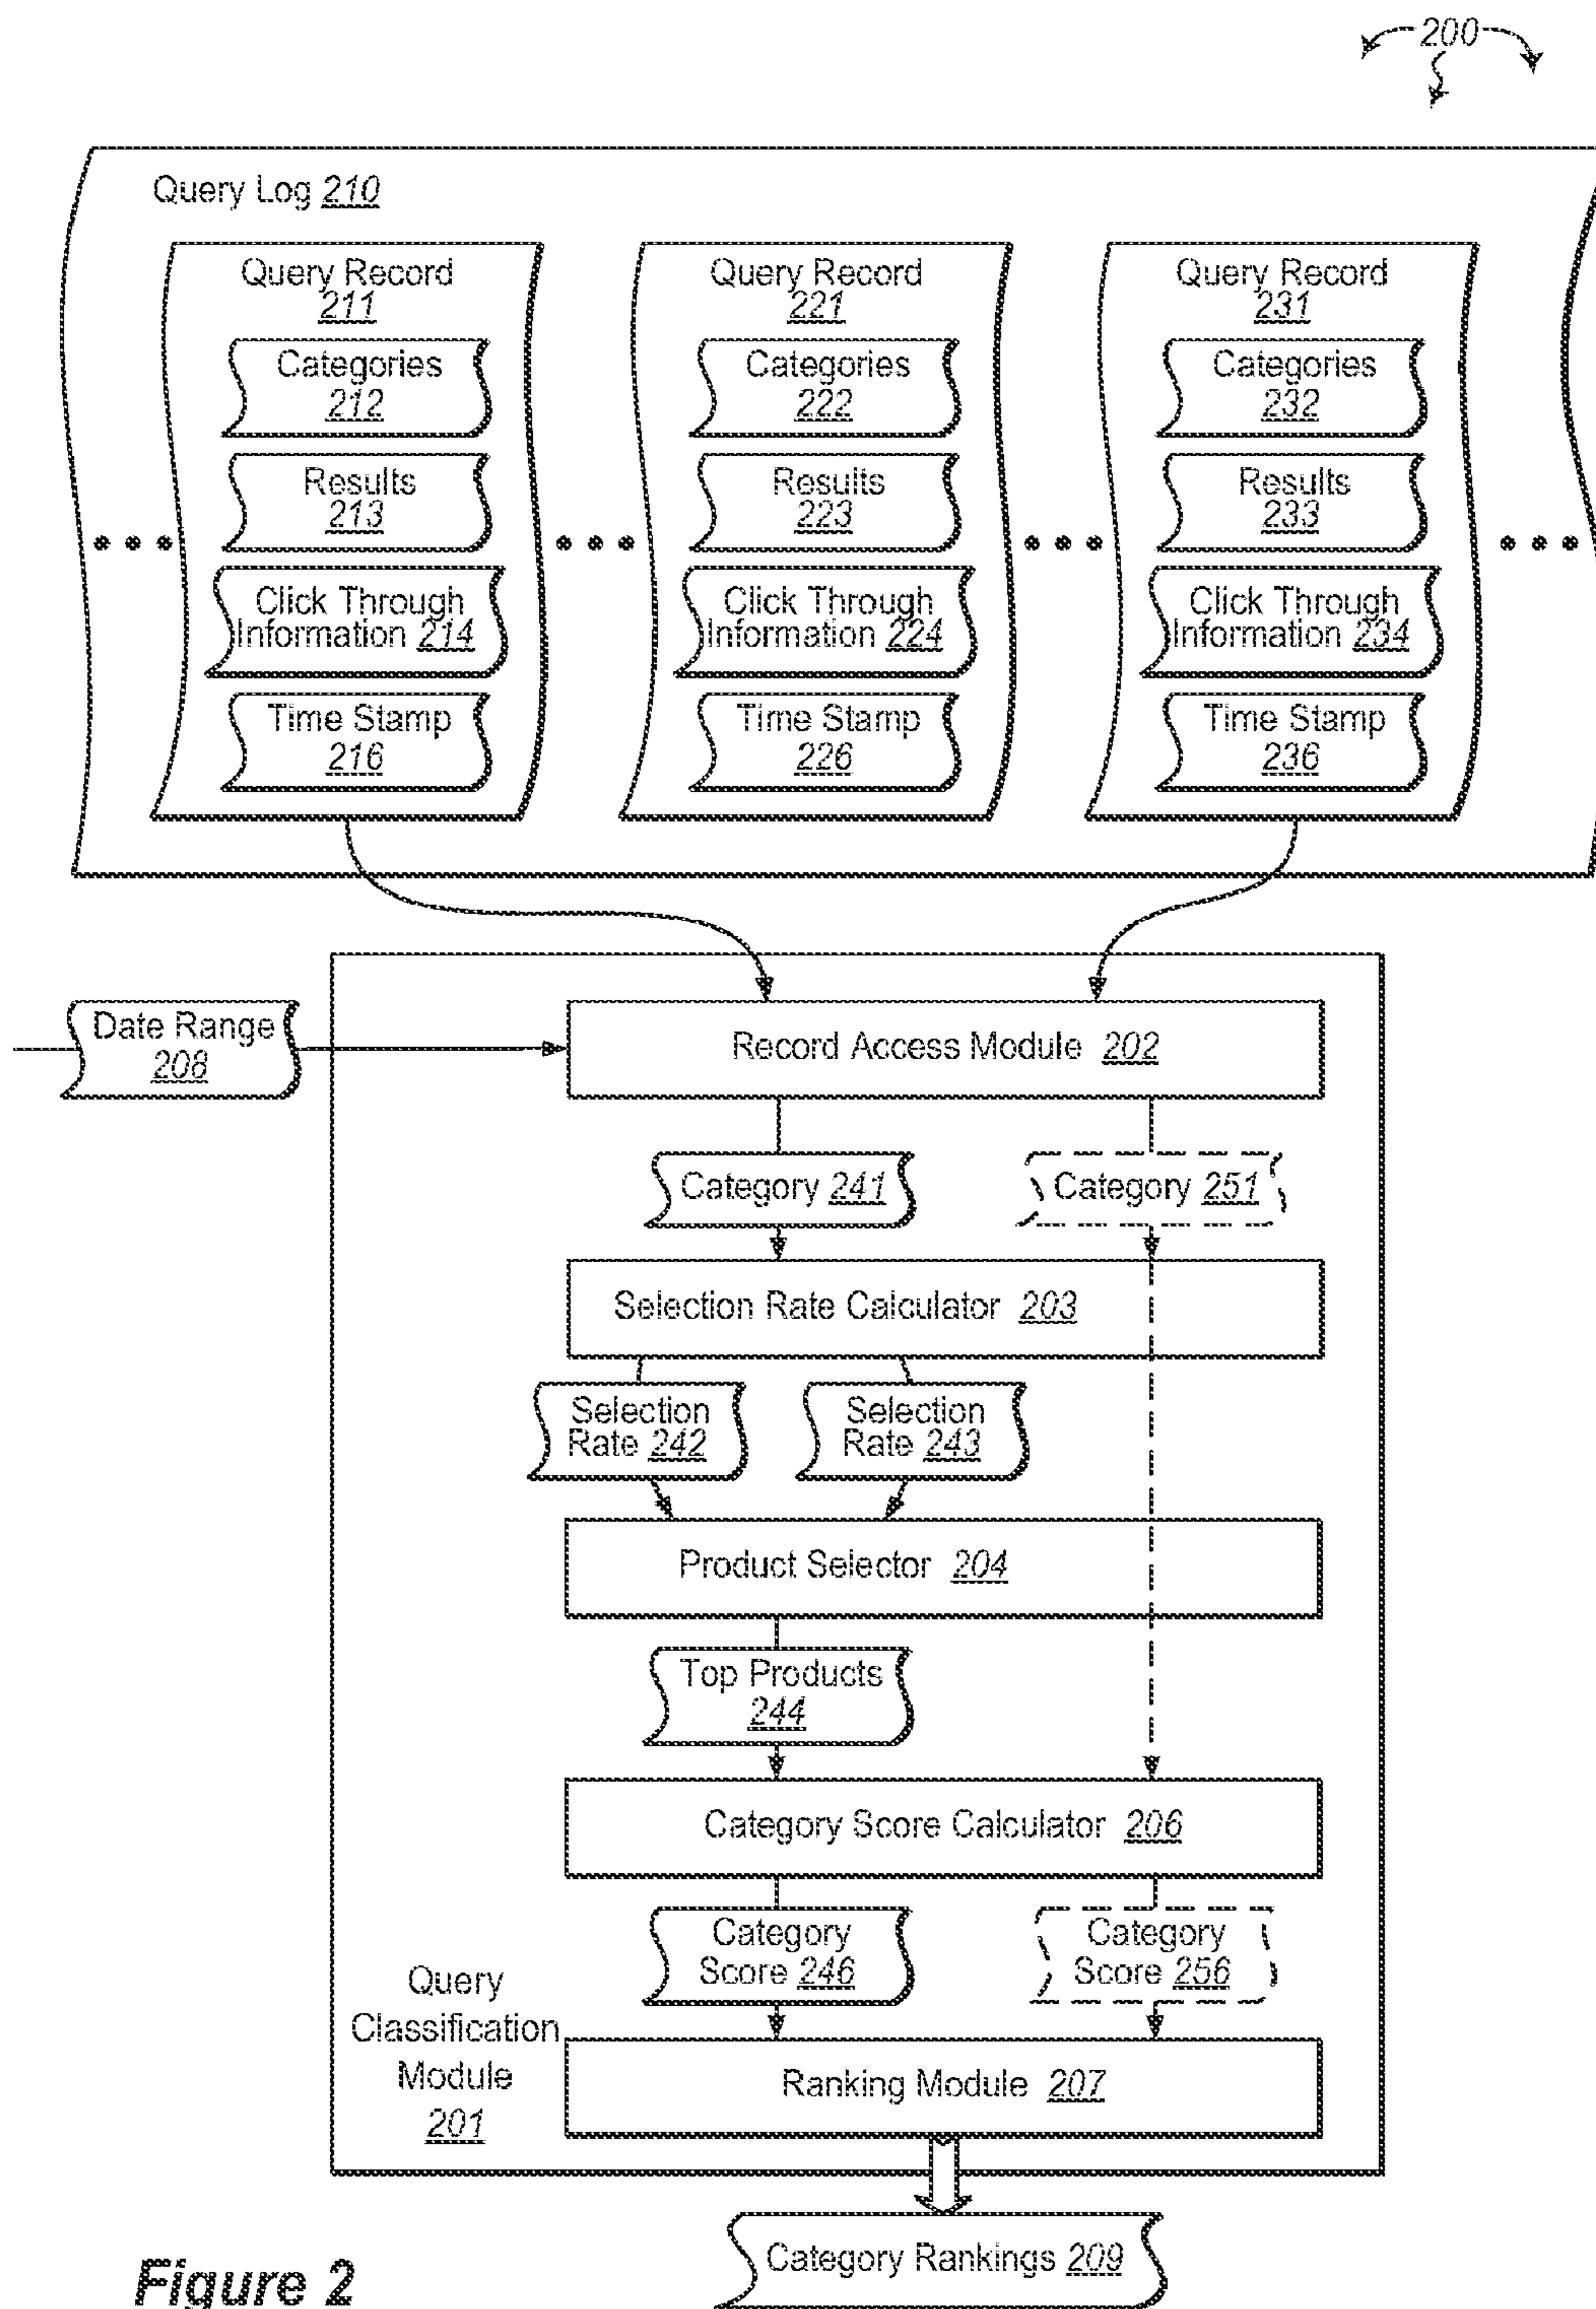 200
Query Log 210
Query Record
211
Categories
212
Results
213
Click Through
Information 214
Time Stamp
216
Query Record
221
Categories
222
Results
223
Click Through
Information 224
Time Stamp
226
Query Record
231
Categories
232
Results
233
Click Through
Information 234
Time Stamp
236
Date Range
208
Record Access Module 202
Category 241
Category 251
Selection Rate Calculator 203
Selection
Rate 242
Selection
Rate 243
Product Selector 204
Top Products
244
Category Score Calculator 206
Category
Score 246
Category
Score 256
Query
Classification
Module
201
Ranking Module 207
Category Rankings 209
Figure 2